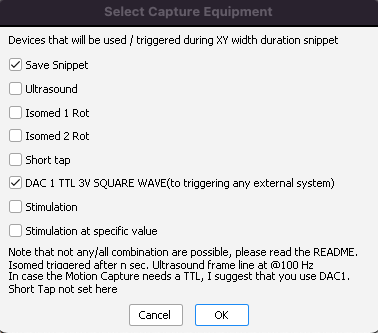 Select Capture Equipment
Devices that will be used / triggered during XY width duration snippet
Save Snippet
Ultrasound
Isomed 1 Rot
Isomed 2 Rot
Short tap
DAC 1 TTL 3V SQUARE WAVE(to triggering any external system)
Stimulation
Stimulation at specific value
Note that not any/all combination are possible, please read the README.
Isomed triggered after n sec. Ultrasound frame line at @100 Hz
In case the Motion Capture needs a TTL, I suggest that you use DAC1.
Short Tap not set here
Cancel OK